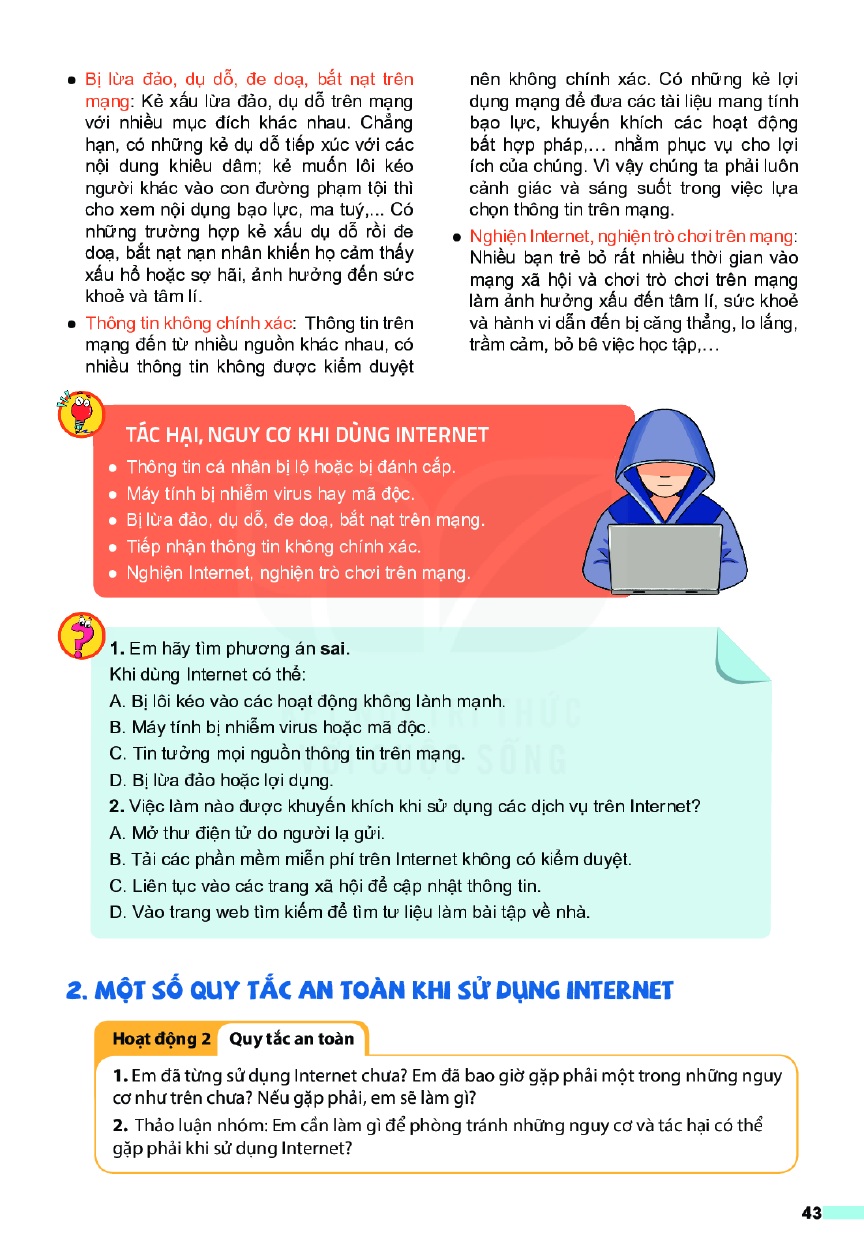 ● Bị lừa đảo, dụ dỗ, đe doạ, bắt nạt trên
mạng: Kẻ xấu lừa đảo, dụ dỗ trên mạng
với nhiều mục đích khác nhau. Chẳng
hạn, có những kẻ dụ dỗ tiếp xúc với các
nội dung khiêu dâm; kẻ muốn lôi kéo
người khác vào con đường phạm tội thì
cho xem nội dụng bạo lực, ma tuý,... Có
những trường hợp kẻ xấu dụ dỗ rồi đe
doạ, bắt nạt nạn nhân khiến họ cảm thấy
xấu hổ hoặc sợ hãi, ảnh hưởng đến sức
khoẻ và tâm lí.
● Thông tin không chính xác: Thông tin trên
mạng đến từ nhiều nguồn khác nhau, có
nhiều thông tin không được kiểm duyệt
nên không chính xác. Có những kẻ lợi
dụng mạng để đưa các tài liệu mang tính
bạo lực, khuyến khích các hoạt động
bất hợp pháp,... nhằm phục vụ cho lợi
ích của chúng. Vì vậy chúng ta phải luôn
cảnh giác và sáng suốt trong việc lựa
chọn thông tin trên mạng.
● Nghiện Internet, nghiện trò chơi trên mạng:
Nhiều bạn trẻ bỏ rất nhiều thời gian vào
mạng xã hội và chơi trò chơi trên mạng
làm ảnh hưởng xấu đến tâm lí, sức khoẻ
và hành vi dẫn đến bị căng thẳng, lo lắng,
trầm cảm, bỏ bê việc học tập,...
TÁC HẠI, NGUY CƠ KHI DÙNG INTERNET
● Thông tin cá nhân bị lộ hoặc bị đánh cắp.
● Máy tính bị nhiễm virus hay mã độc.
● Bị lừa đảo, dụ dỗ, đe doạ, bắt nạt trên mạng.
● Tiếp nhận thông tin không chính xác.
● Nghiện Internet, nghiện trò chơi trên mạng.
?
1. Em hãy tìm phương án sai.
Khi dùng Internet có thể:
A. Bị lôi kéo vào các hoạt động không lành mạnh.
B. Máy tính bị nhiễm virus hoặc mã độc.
C. Tin tưởng mọi nguồn thông tin trên mạng.
D. Bị lừa đảo hoặc lợi dụng.
2. Việc làm nào được khuyến khích khi sử dụng các dịch vụ trên Internet?
A. Mở thư điện tử do người lạ gửi.
B. Tải các phần mềm miễn phí trên Internet không có kiểm duyệt.
C. Liên tục vào các trang xã hội để cập nhật thông tin.
D. Vào trang web tìm kiếm để tìm tư liệu làm bài tập về nhà.
2. MỘT SỐ QUY TẮC AN TOÀN KHI SỬ DỤNG INTERNET
Hoạt động 2 Quy tắc an toàn
1. Em đã từng sử dụng Internet chưa? Em đã bao giờ gặp phải một trong những nguy
cơ như trên chưa? Nếu gặp phải, em sẽ làm gì?
2. Thảo luận nhóm: Em cần làm gì để phòng tránh những nguy cơ và tác hại có thể
gặp phải khi sử dụng Internet?
43